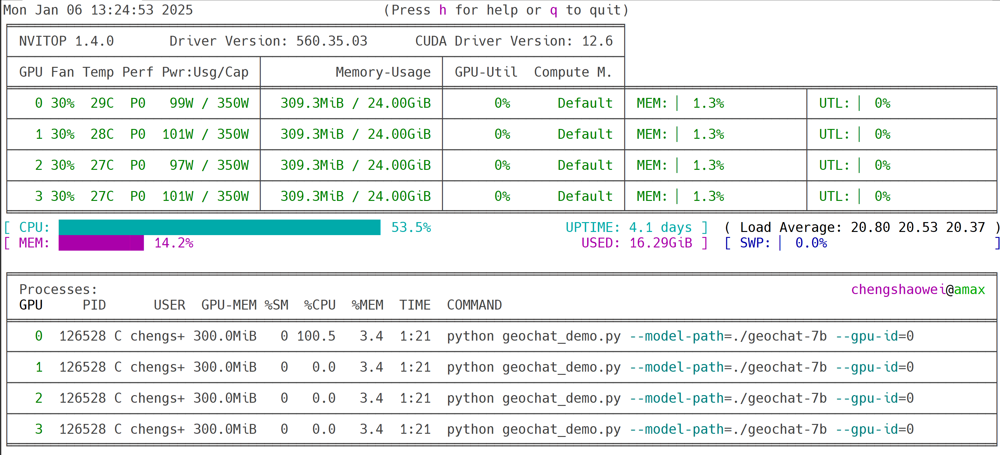 Mon Jan 06 13:24:53 2025 (Press h for help or q to quit)
NVITOP 1.4.0 Driver Version: 560.35.03 CUDA Driver Version: 12.6
GPU Fan Temp Perf Pwr:Usg/Cap Memory-Usage GPU-Util Compute M.
0 30% 29C P0 99W / 350W 309.3MiB / 24.00GiB 0% Default MEM: 1.3% UTL: 0%
1 30% 28C P0 101W / 350W 309.3MiB / 24.00GiB 0% Default MEM: 1.3% UTL: 0%
2 30% 27C P0 97W / 350W 309.3MiB / 24.00GiB 0% Default MEM: 1.3% UTL: 0%
3 30% 27C P0 101W / 350W 309.3MiB / 24.00GiB 0% Default MEM: 1.3% UTL: 0%
[ CPU: 53.5% UPTIME: 4.1 days ] ( Load Average: 20.80 20.53 20.37 )
[ MEM: 14.2% USED: 16.29GiB ] [ SWP: 0.0% ]
Processes: chengshaowei@amax
GPU PID USER GPU-MEM %SM %CPU %MEM TIME COMMAND
0 126528 C chengs+ 300.0MiB 0 100.5 3.4 1:21 python geochat_demo.py --model-path=./geochat-7b --gpu-id=0
1 126528 C chengs+ 300.0MiB 0 0.0 3.4 1:21 python geochat_demo.py --model-path=./geochat-7b --gpu-id=0
2 126528 C chengs+ 300.0MiB 0 0.0 3.4 1:21 python geochat_demo.py --model-path=./geochat-7b --gpu-id=0
3 126528 C chengs+ 300.0MiB 0 0.0 3.4 1:21 python geochat_demo.py --model-path=./geochat-7b --gpu-id=0